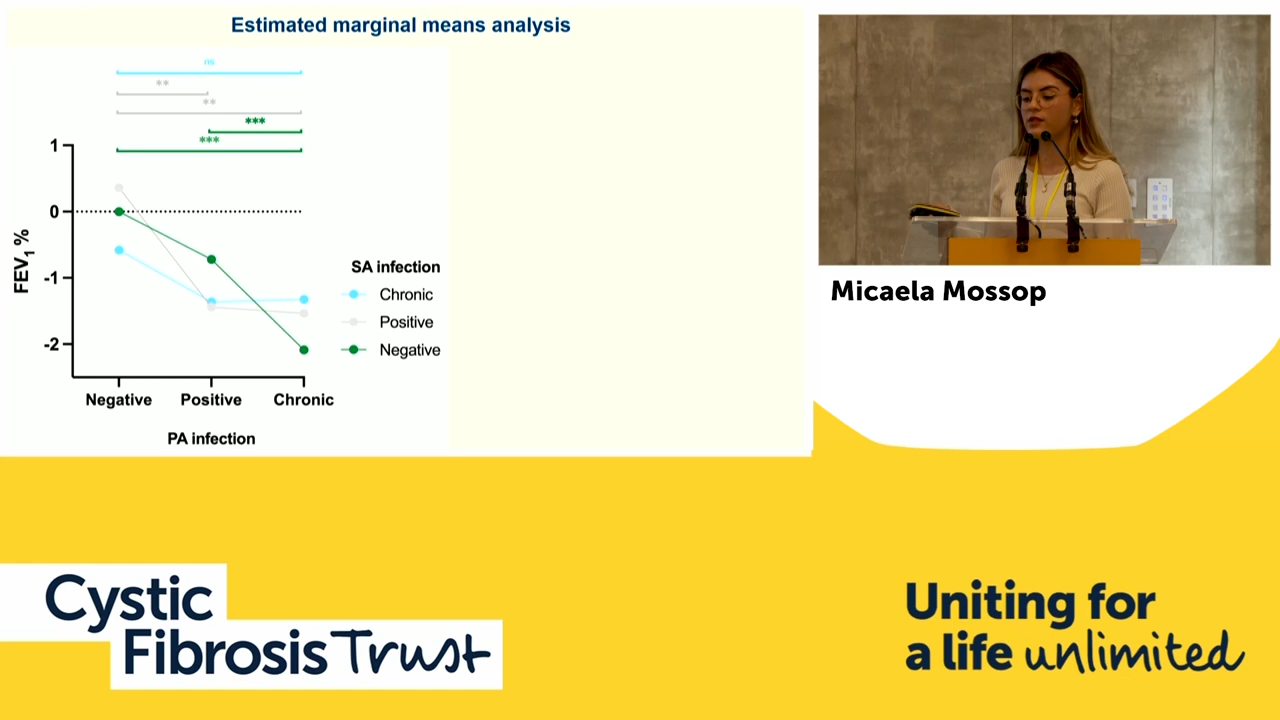 Estimated marginal means analysis
ns
**
**
***
***
1
0
-1
-2
FEV1 %
Negative
Positive
Chronic
PA infection
SA infection
Chronic
Positive
Negative
Micaela Mossop
Cystic
Fibrosis Trust
Uniting for
a life unlimited